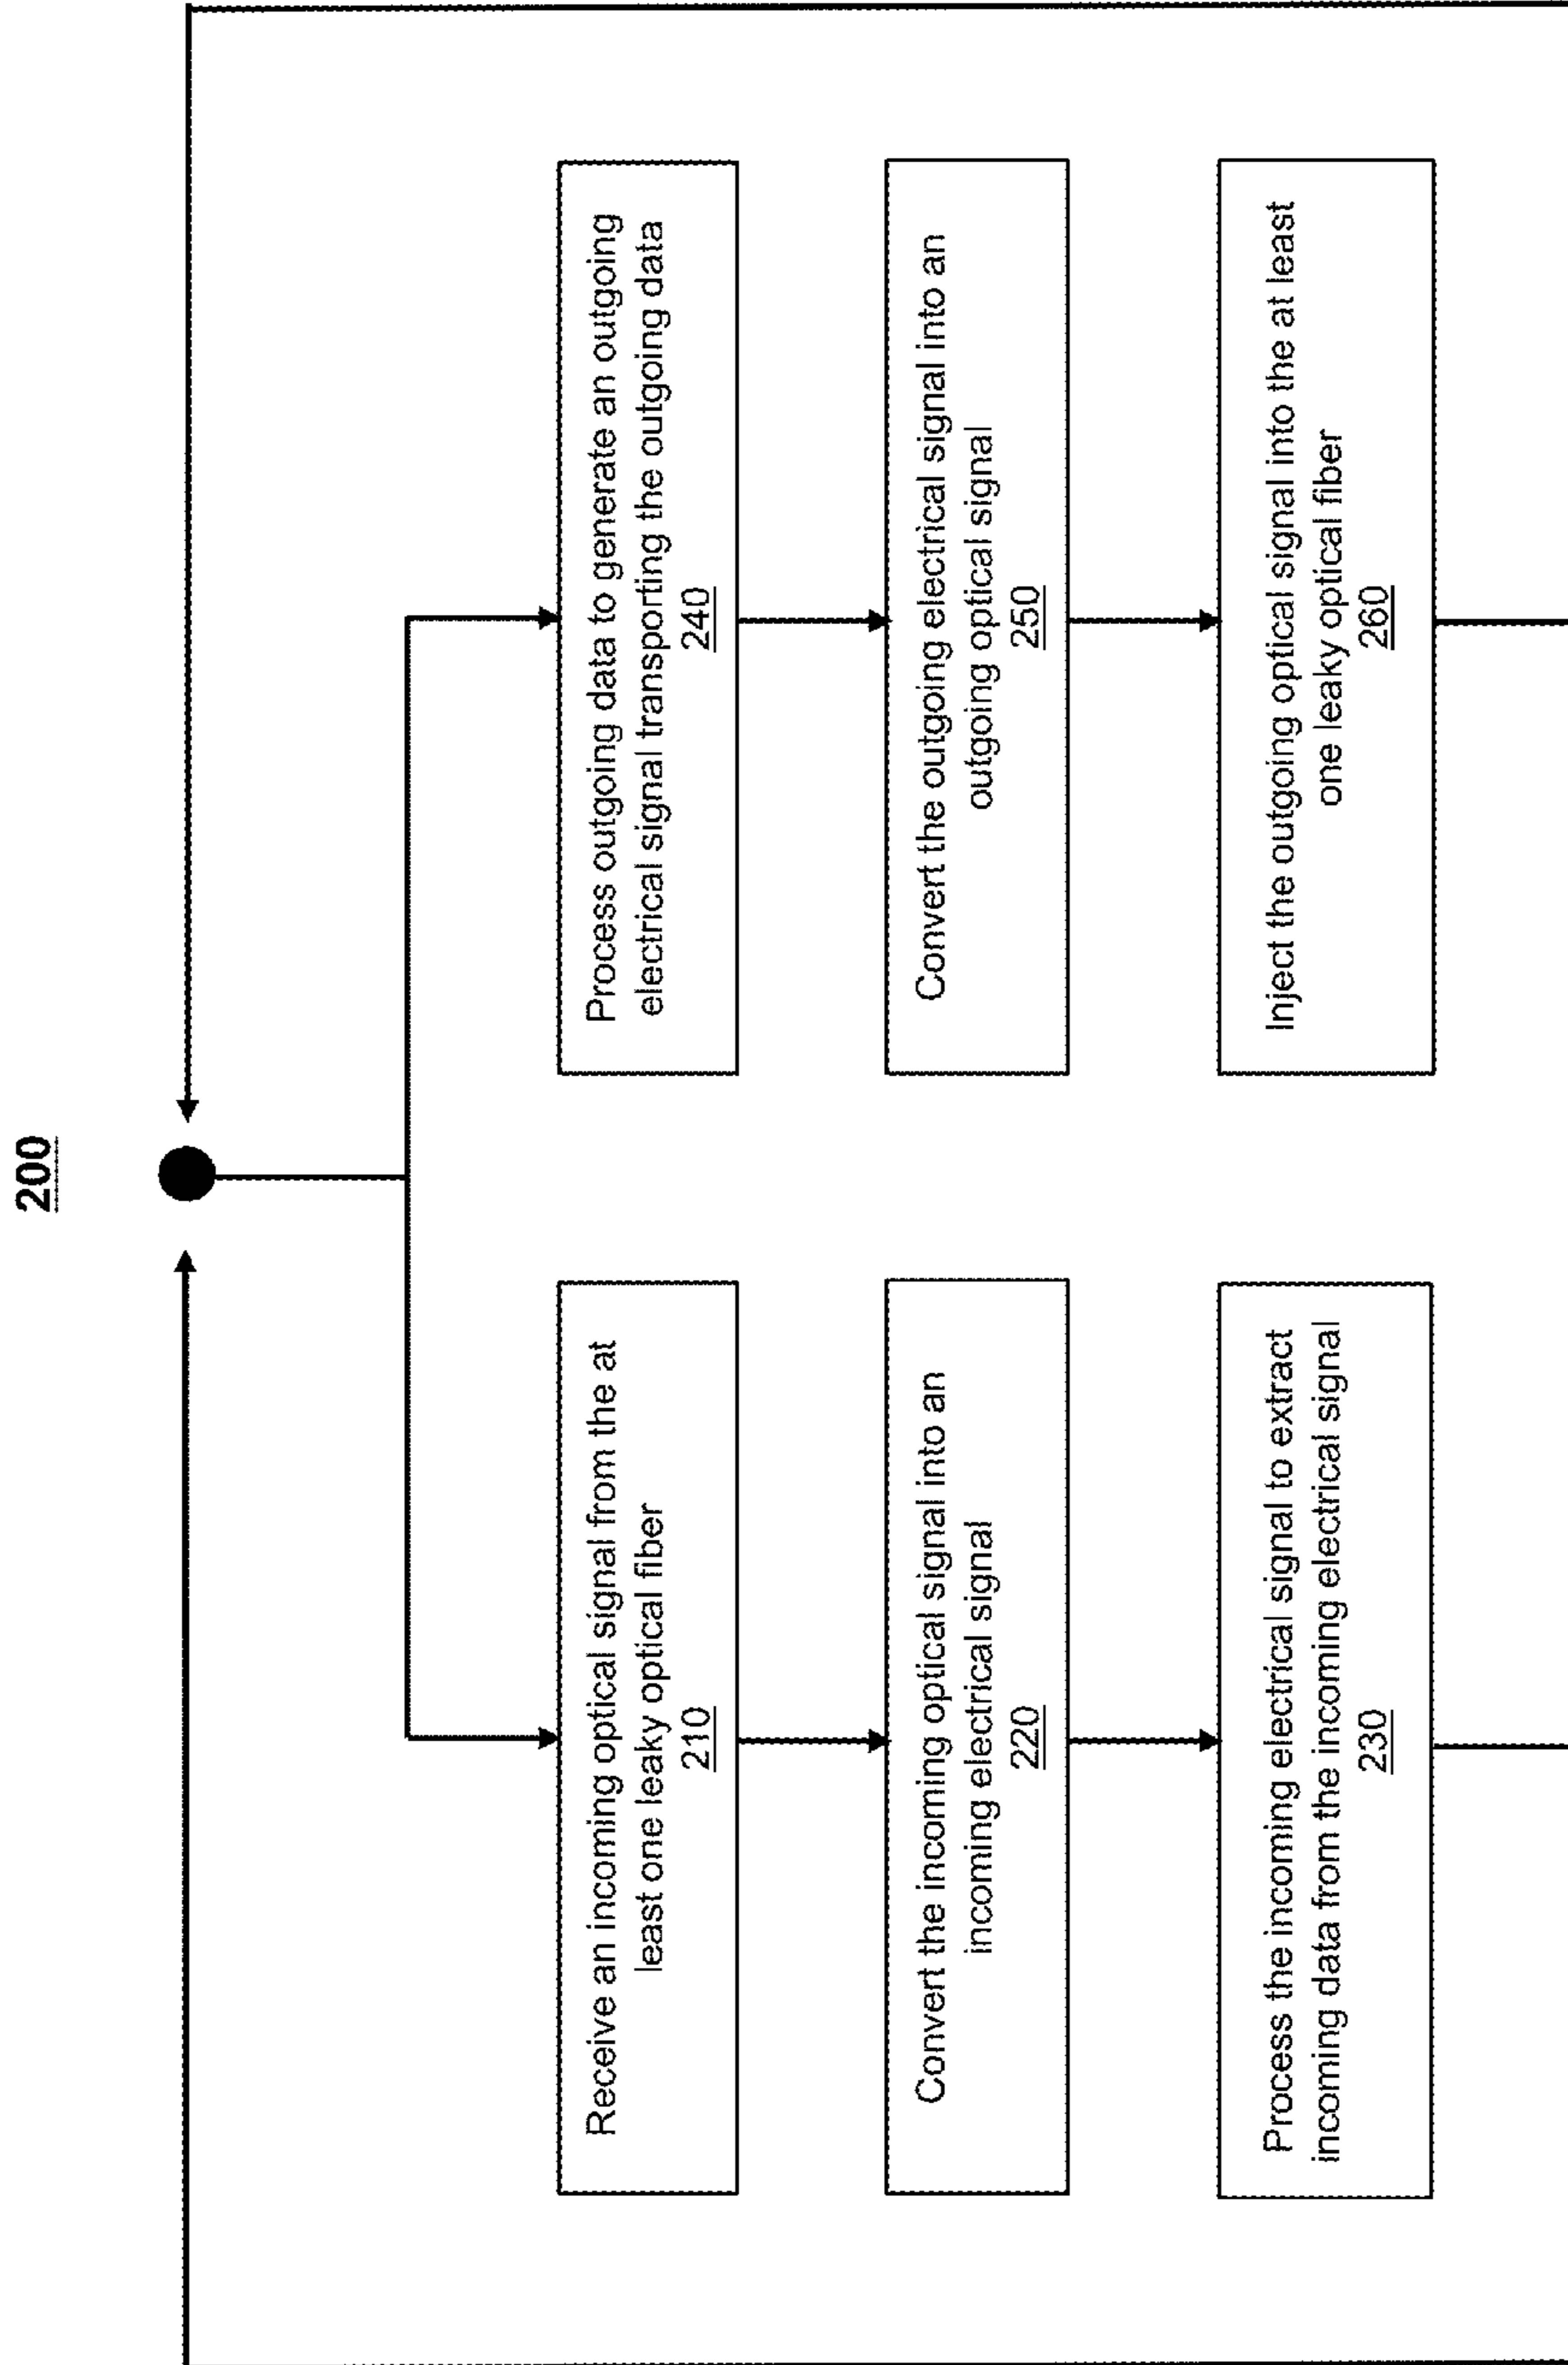 200
Receive an incoming optical signal from the at
least one leaky optical fiber
210
Convert the incoming optical signal into an
incoming electrical signal
220
Process the incoming electrical signal to extract
incoming data from the incoming electrical signal
230
Process outgoing data to generate an outgoing
electrical signal transporting the outgoing data
240
Convert the outgoing electrical signal into an
outgoing optical signal
250
Inject the outgoing optical signal into the at least
one leaky optical fiber
260